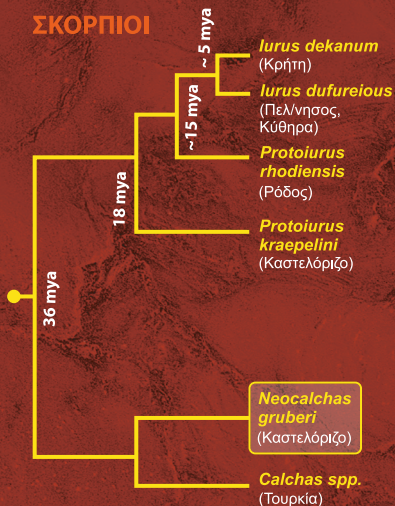 ΣΚΟΡΠΙΟΙ
~ 5 mya
Iurus dekanum
(Κρήτη)
Iurus dufureious
(Πελ/νησος,
Κύθηρα)
~15 mya
Protoiurus
rhodiensis
(Ρόδος)
18 mya
Protoiurus
kraepelini
(Καστελόριζο)
36 mya
Neocalchas
gruberi
(Καστελόριζο)
Calchas spp.
(Τουρκία)